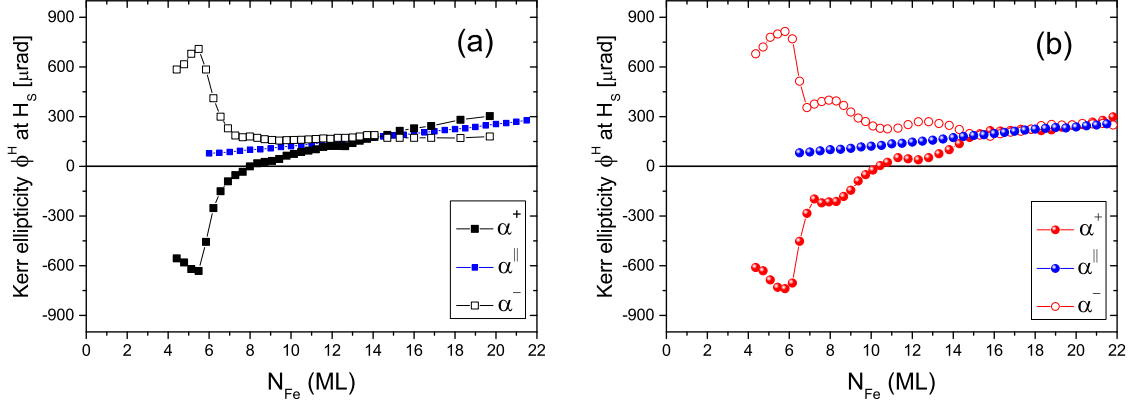 900
600
300
0
-300
-600
-900
Kerr ellipticity ϕᴴ at H_S [μrad]
(a)
α⁺
α^||
α⁻
0 2 4 6 8 10 12 14 16 18 20 22
N_Fe (ML)
900
600
300
0
-300
-600
-900
Kerr ellipticity ϕᴴ at H_S [μrad]
(b)
α⁺
α^||
α⁻
0 2 4 6 8 10 12 14 16 18 20 22
N_Fe (ML)